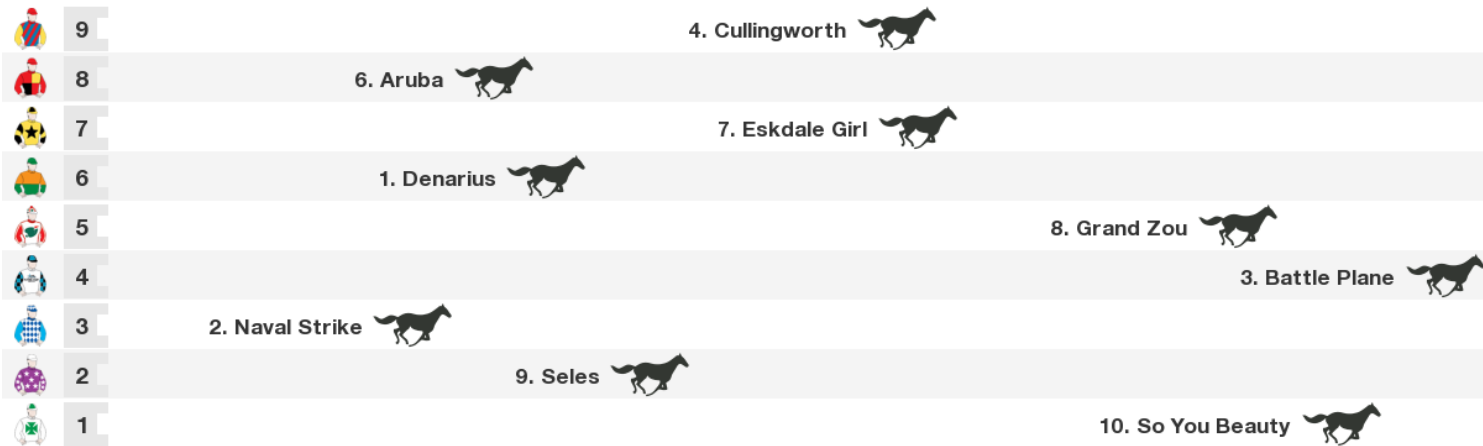 9 4. Cullingworth
8 6. Aruba
7 7. Eskdale Girl
6 1. Denarius
5 8. Grand Zou
4 3. Battle Plane
3 2. Naval Strike
2 9. Seles
1 10. So You Beauty